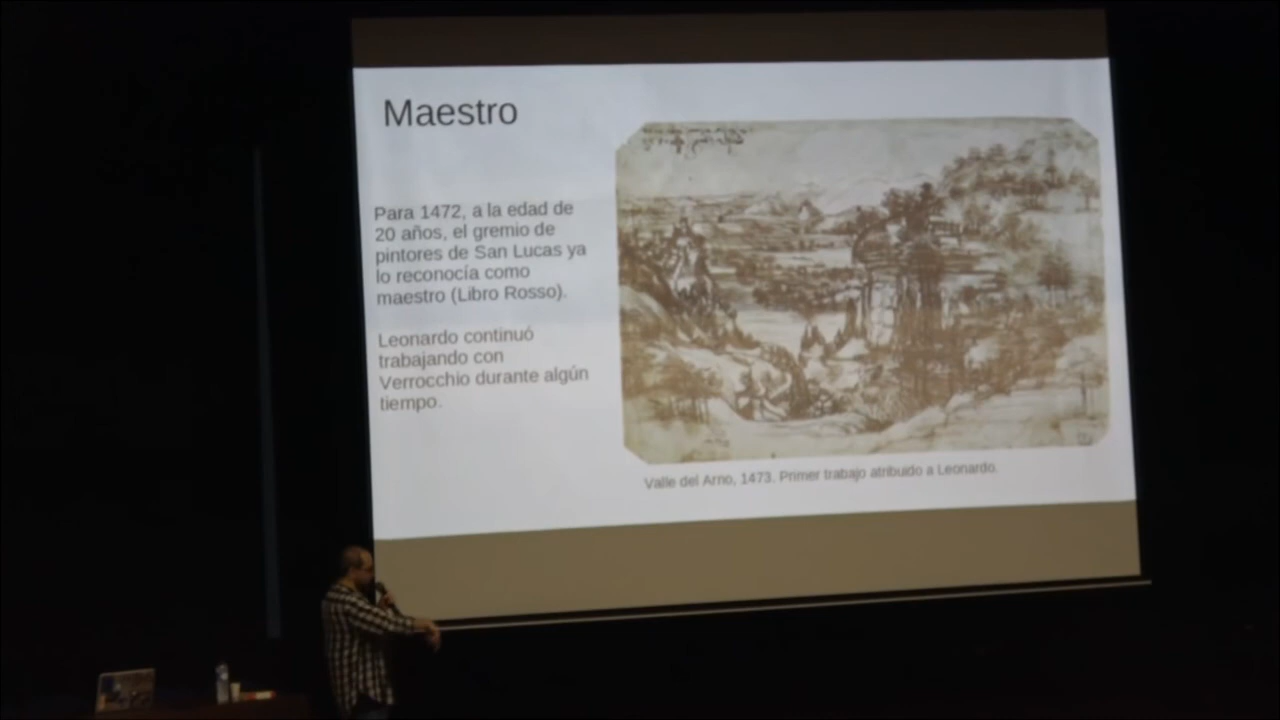 Maestro
Para 1472, a la edad de
20 años, el gremio de
pintores de San Lucas ya
lo reconocía como
maestro (Libro Rosso).
Leonardo continuó
trabajando con
Verrocchio durante algún
tiempo.
Valle del Arno, 1473. Primer trabajo atribuido a Leonardo.